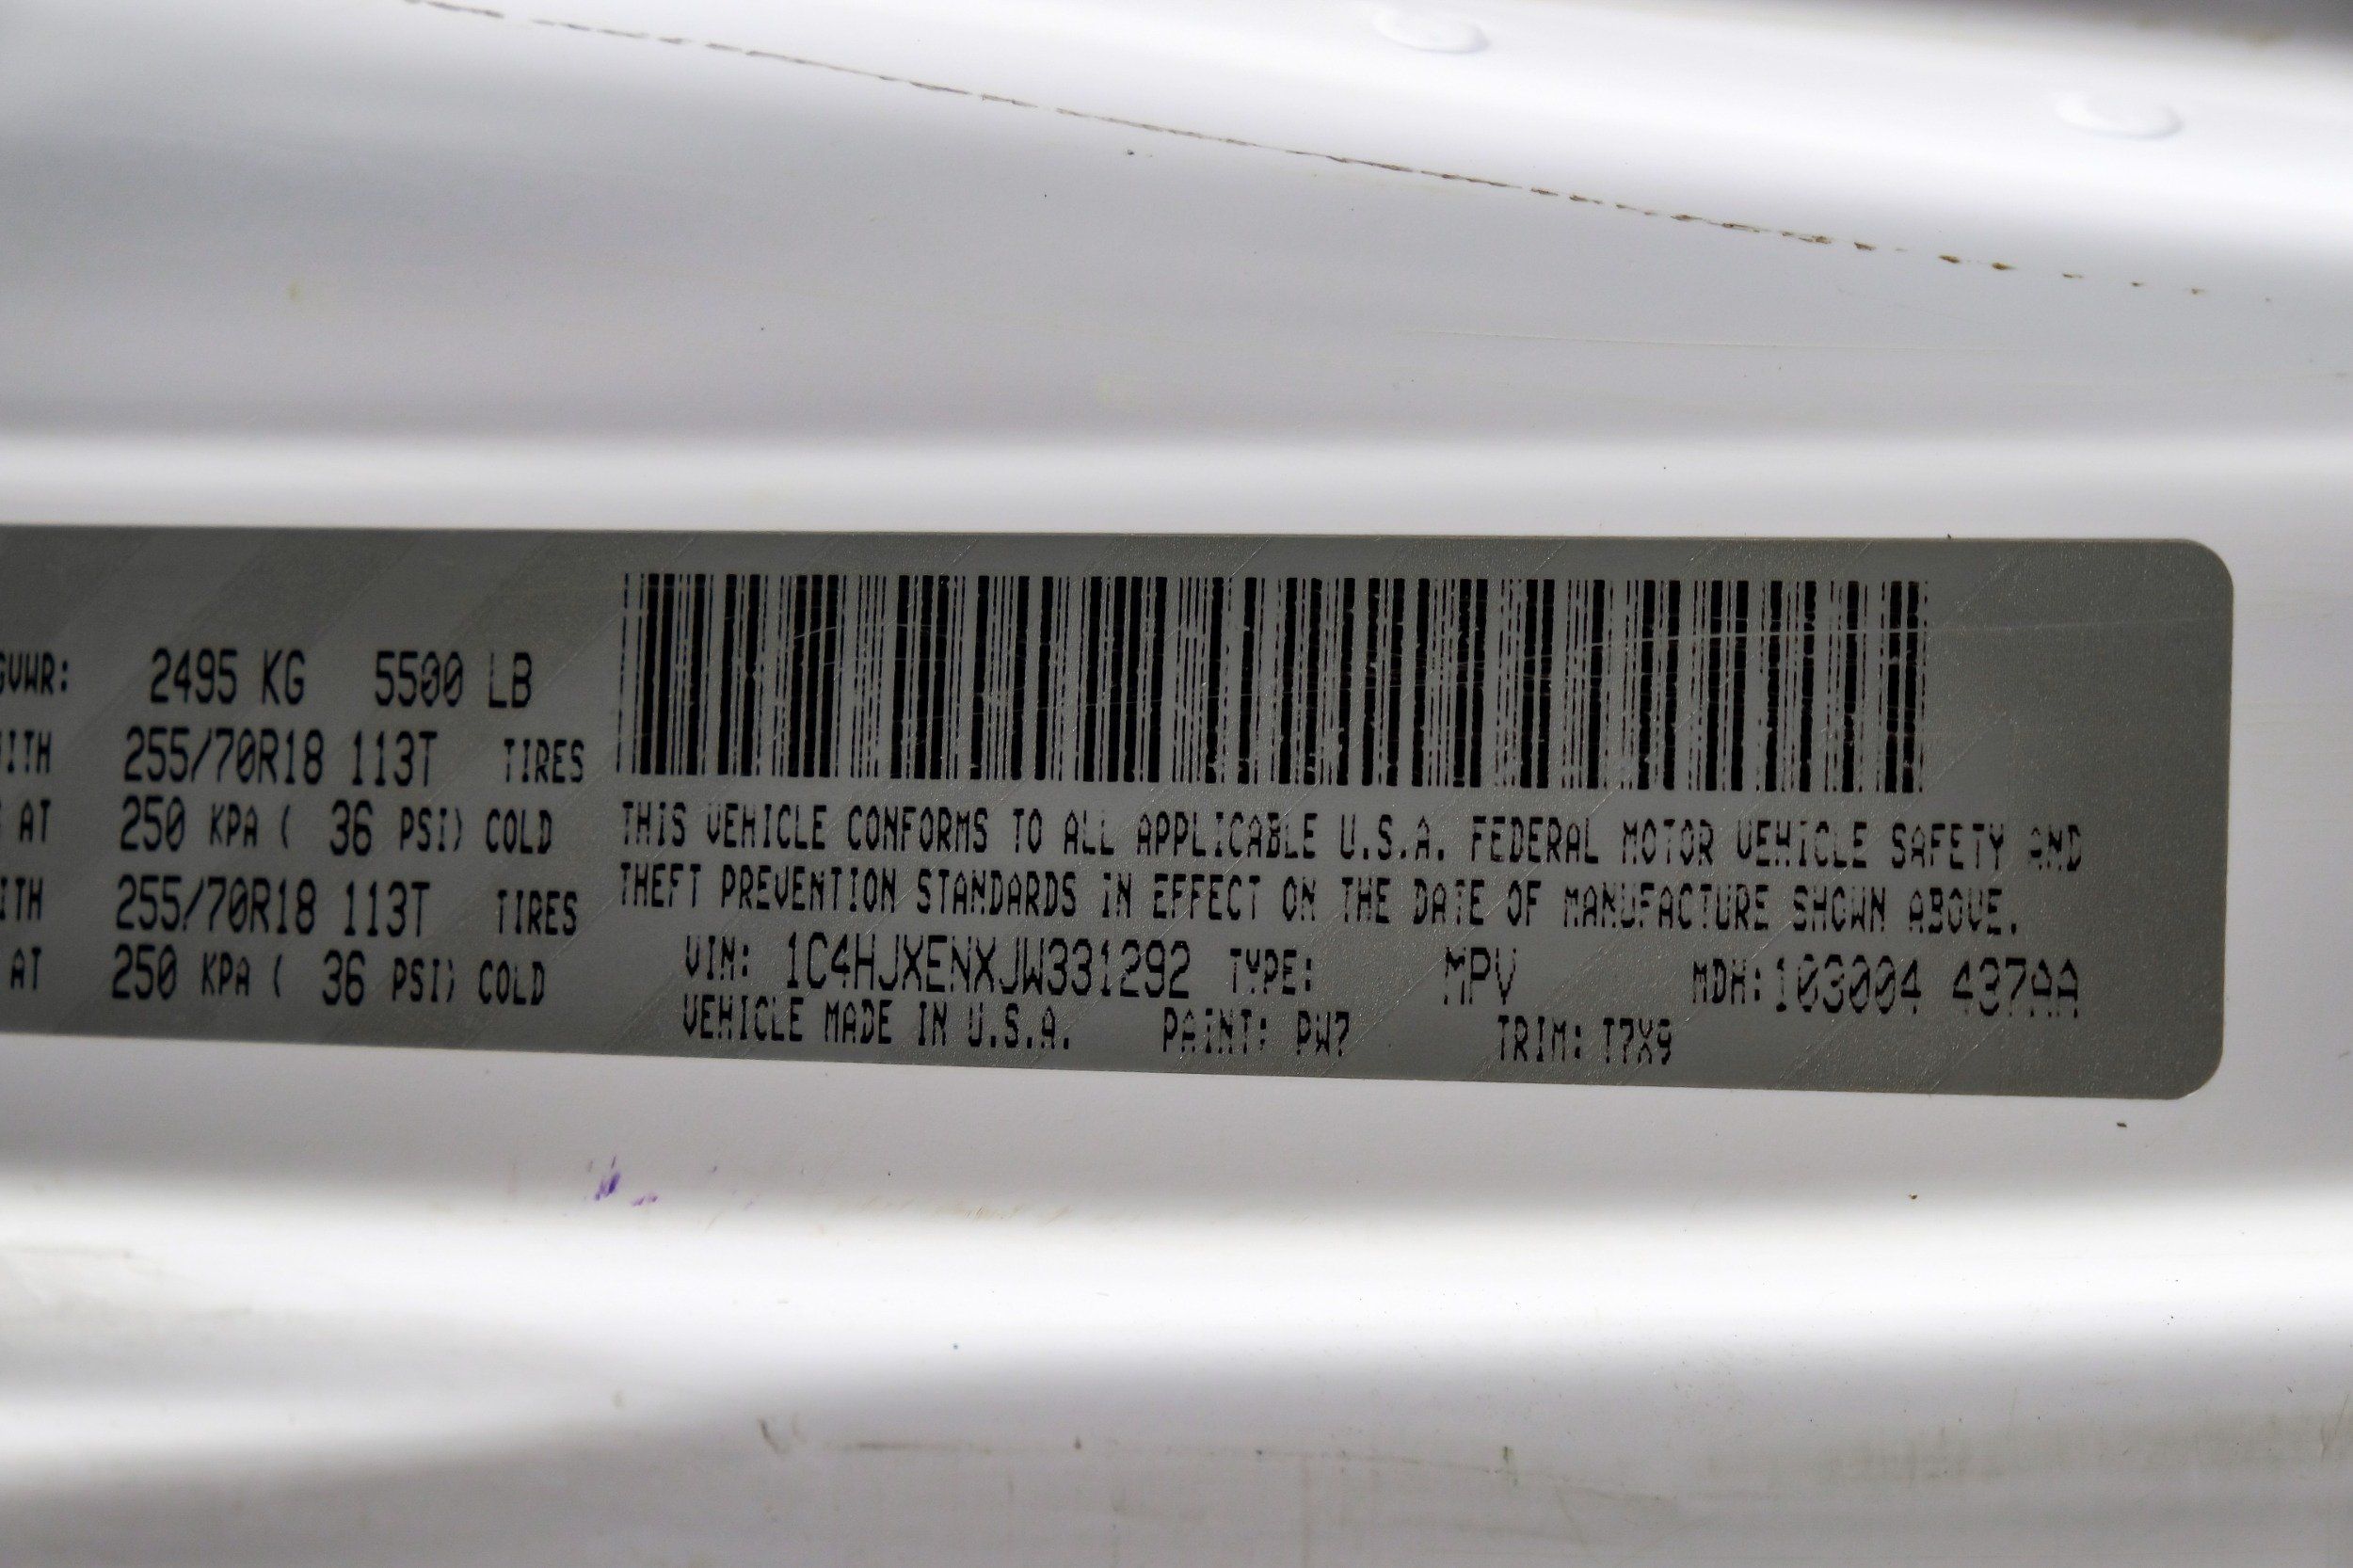 GVWR: 2495 KG 5500 LB
WITH 255/70R18 113T TIRES
AT 250 KPA ( 36 PSI) COLD
WITH 255/70R18 113T TIRES
AT 250 KPA ( 36 PSI) COLD
THIS VEHICLE CONFORMS TO ALL APPLICABLE U.S.A. FEDERAL MOTOR VEHICLE SAFETY AND
THEFT PREVENTION STANDARDS IN EFFECT ON THE DATE OF MANUFACTURE SHOWN ABOVE.
VIN: 1C4HJXENXJW331292 TYPE: MPV MDH:103004 437AA
VEHICLE MADE IN U.S.A. PAINT: PW7 TRIM: T7X9